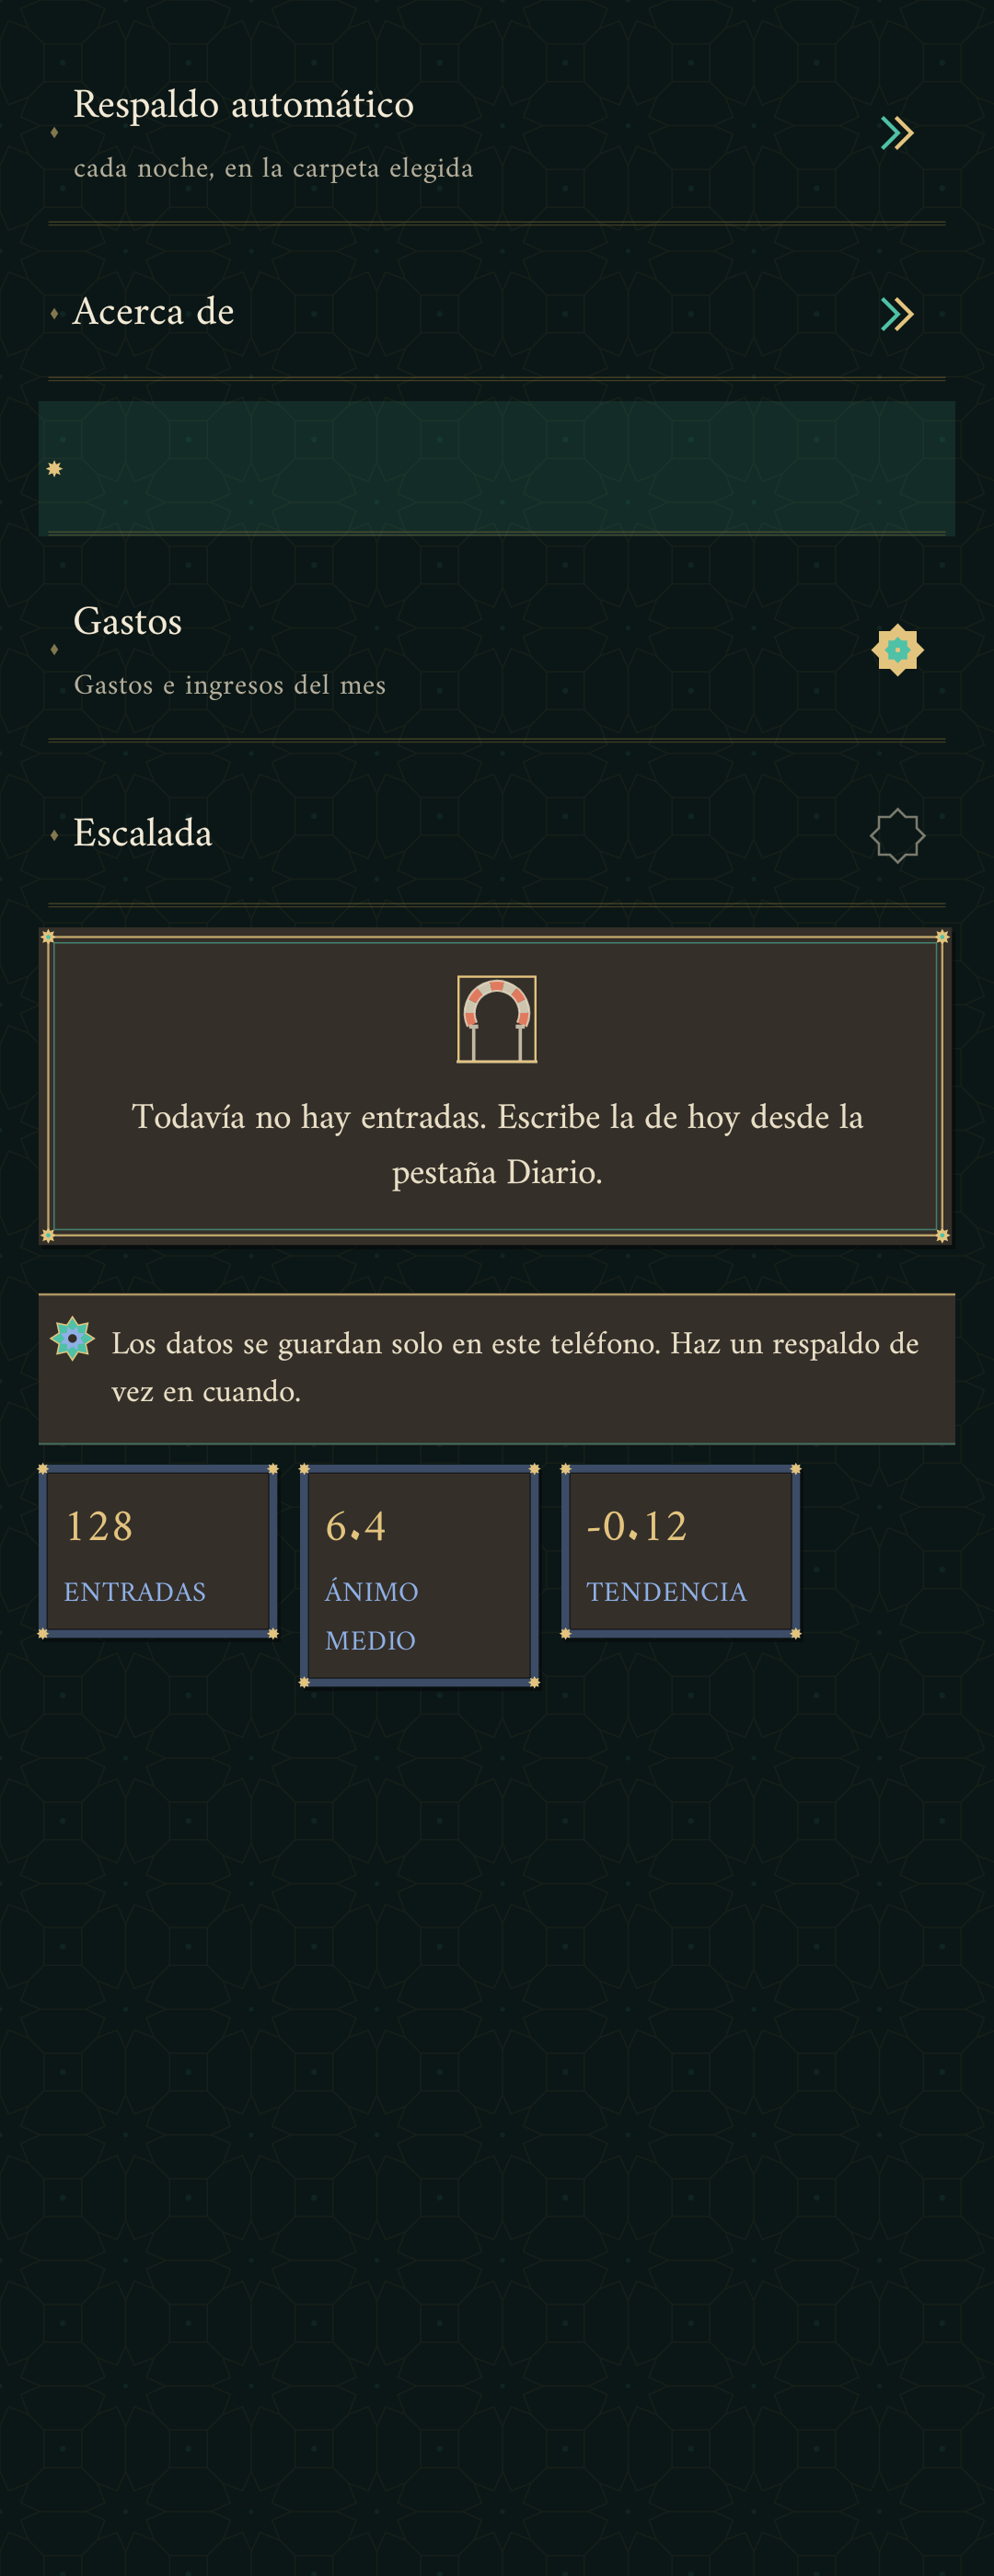 Respaldo automático
cada noche, en la carpeta elegida
Acerca de
Gastos
Gastos e ingresos del mes
Escalada
Todavía no hay entradas. Escribe la de hoy desde la
pestaña Diario.
Los datos se guardan solo en este teléfono. Haz un respaldo de
vez en cuando.
128
ENTRADAS
6.4
ÁNIMO
MEDIO
-0.12
TENDENCIA